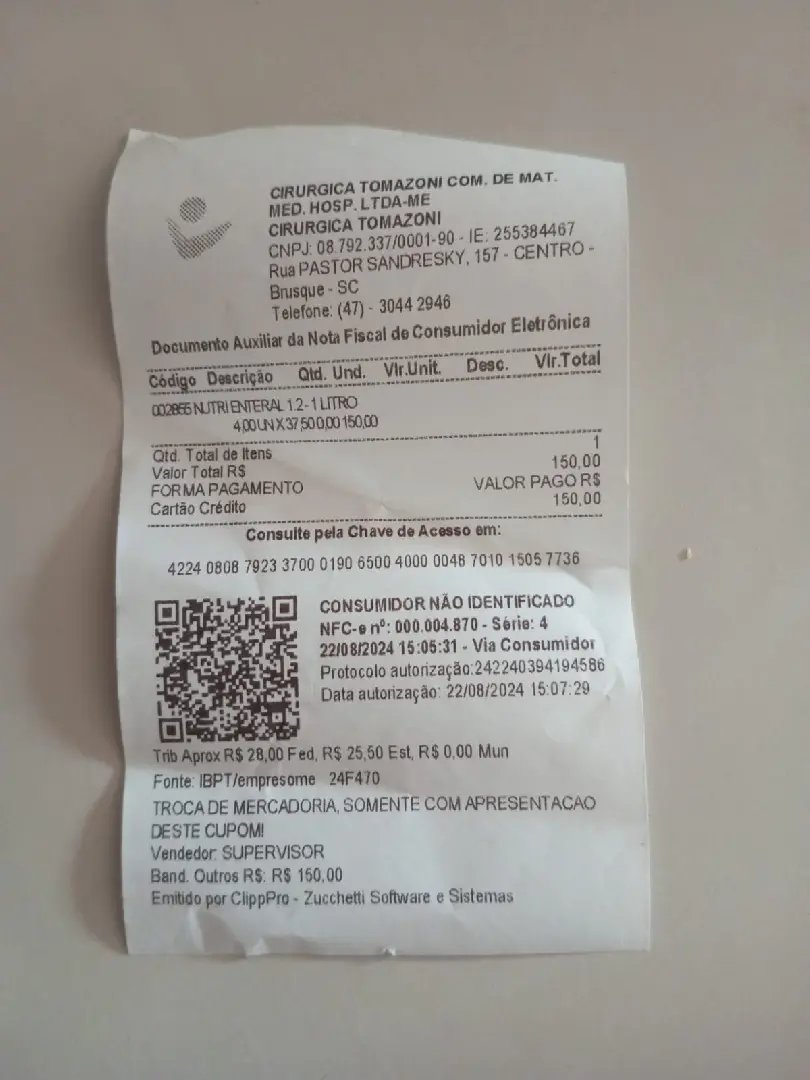 CIRURGICA TOMAZONI COM. DE MAT.
MED. HOSP. LTDA-ME
CIRURGICA TOMAZONI
CNPJ: 08.792.337/0001-90 - IE: 255384467
Rua PASTOR SANDRESKY, 157 - CENTRO -
Brusque - SC
Telefone: (47) - 3044 2946
Documento Auxiliar da Nota Fiscal de Consumidor Eletrônica
Código Descrição Qtd. Und. Vlr.Unit. Desc. Vlr.Total
002855 NUTRI ENTERAL 1.2 - 1 LITRO
4,00 UN X 37,50 0,00 150,00
Qtd. Total de Itens 1
Valor Total R$ 150,00
FORMA PAGAMENTO VALOR PAGO R$
Cartão Crédito 150,00
Consulte pela Chave de Acesso em:
4224 0808 7923 3700 0190 6500 4000 0048 7010 1505 7736
CONSUMIDOR NÃO IDENTIFICADO
NFC-e nº: 000.004.870 - Série: 4
22/08/2024 15:05:31 - Via Consumidor
Protocolo autorização:242240394194586
Data autorização: 22/08/2024 15:07:29
Trib Aprox R$ 28,00 Fed, R$ 25,50 Est, R$ 0,00 Mun
Fonte: IBPT/empresome 24F470
TROCA DE MERCADORIA, SOMENTE COM APRESENTACAO
DESTE CUPOM!
Vendedor: SUPERVISOR
Band. Outros R$: R$ 150,00
Emitido por ClippPro - Zucchetti Software e Sistemas